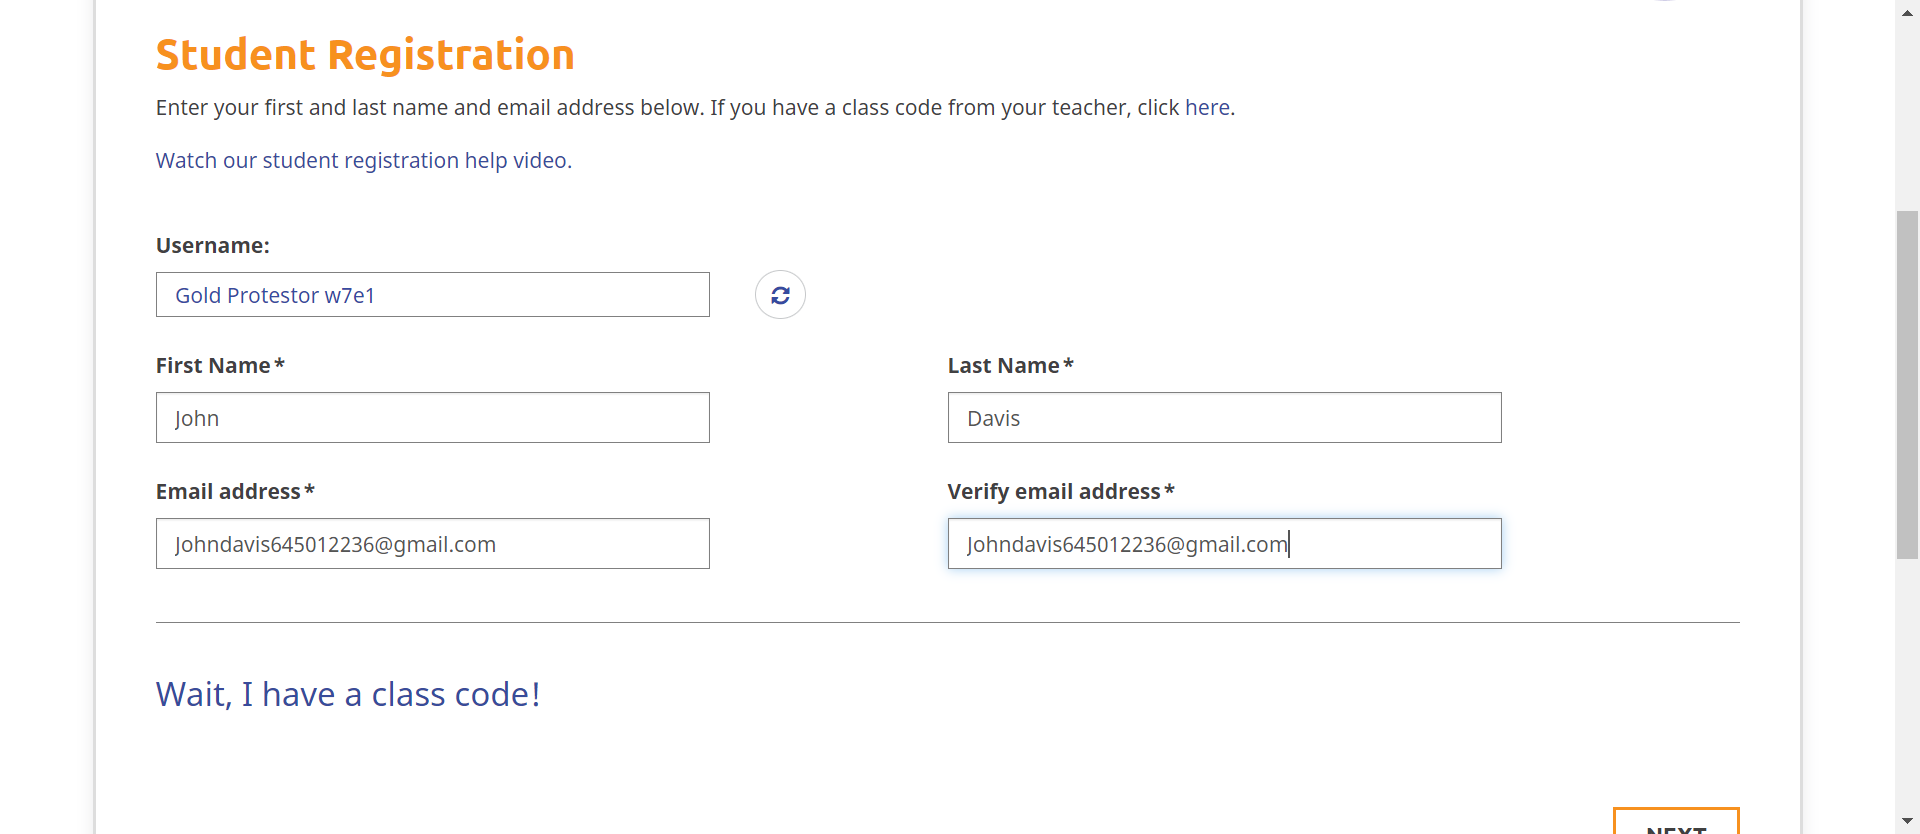 Student Registration
Enter your first and last name and email address below. If you have a class code from your teacher, click here.
Watch our student registration help video.
Username:
Gold Protestor w7e1
First Name*
Last Name*
John
Davis
Email address*
Verify email address*
Johndavis645012236@gmail.com
Johndavis645012236@gmail.com
Wait, I have a class code!
NEXT